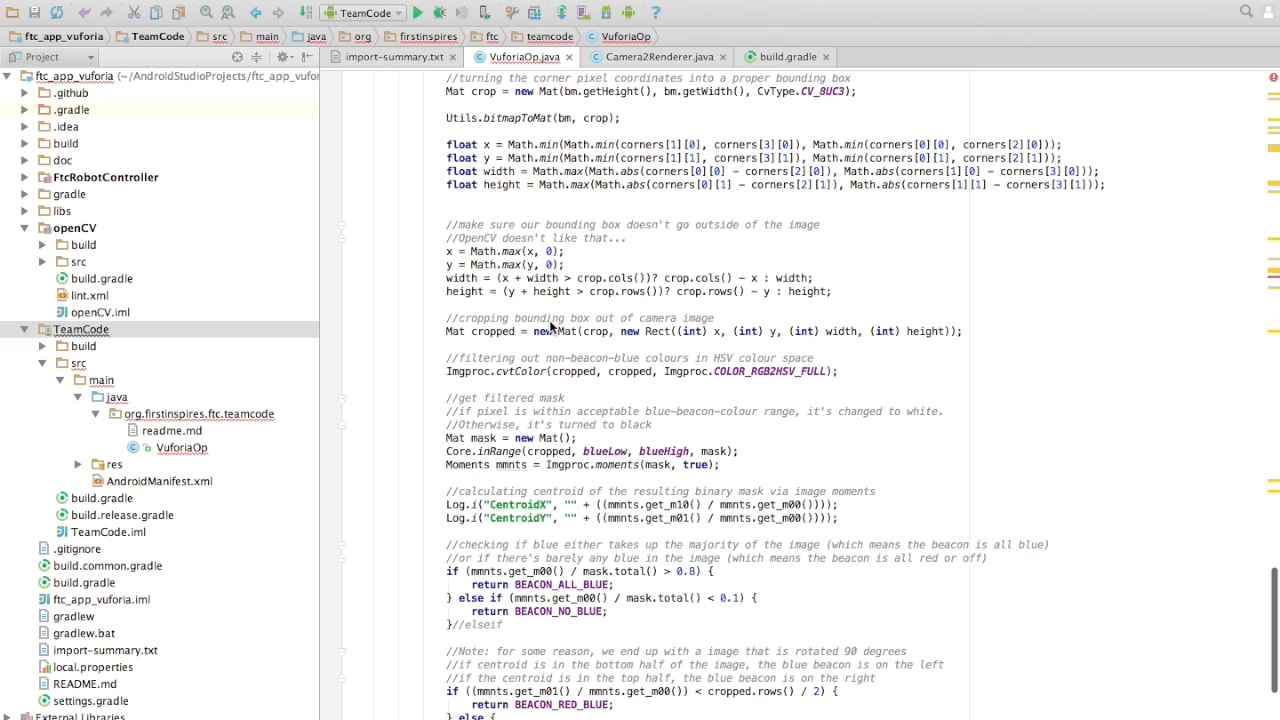 TeamCode
ftc_app_vuforia TeamCode src main java org firstinspires ftc teamcode VuforiaOp
Project
import-summary.txt VuforiaOp.java Camera2Renderer.java build.gradle
ftc_app_vuforia (~/AndroidStudioProjects/ftc_app_vufor
.github
.gradle
.idea
build
doc
FtcRobotController
gradle
libs
openCV
build
src
build.gradle
lint.xml
openCV.iml
TeamCode
build
src
main
java
org.firstinspires.ftc.teamcode
readme.md
VuforiaOp
res
AndroidManifest.xml
build.gradle
build.release.gradle
TeamCode.iml
.gitignore
build.common.gradle
build.gradle
ftc_app_vuforia.iml
gradlew
gradlew.bat
import-summary.txt
local.properties
README.md
settings.gradle
External Libraries
//turning the corner pixel coordinates into a proper bounding box
Mat crop = new Mat(bm.getHeight(), bm.getWidth(), CvType.CV_8UC3);
Utils.bitmapToMat(bm, crop);
float x = Math.min(Math.min(corners[1][0], corners[3][0]), Math.min(corners[0][0], corners[2][0]));
float y = Math.min(Math.min(corners[1][1], corners[3][1]), Math.min(corners[0][1], corners[2][1]));
float width = Math.max(Math.abs(corners[0][0] - corners[2][0]), Math.abs(corners[1][0] - corners[3][0]));
float height = Math.max(Math.abs(corners[0][1] - corners[2][1]), Math.abs(corners[1][1] - corners[3][1]));
//make sure our bounding box doesn't go outside of the image
//OpenCV doesn't like that...
x = Math.max(x, 0);
y = Math.max(y, 0);
width = (x + width > crop.cols())? crop.cols() - x : width;
height = (y + height > crop.rows())? crop.rows() - y : height;
//cropping bounding box out of camera image
Mat cropped = new Mat(crop, new Rect((int) x, (int) y, (int) width, (int) height));
//filtering out non-beacon-blue colours in HSV colour space
Imgproc.cvtColor(cropped, cropped, Imgproc.COLOR_RGB2HSV_FULL);
//get filtered mask
//if pixel is within acceptable blue-beacon-colour range, it's changed to white.
//Otherwise, it's turned to black
Mat mask = new Mat();
Core.inRange(cropped, blueLow, blueHigh, mask);
Moments mmnts = Imgproc.moments(mask, true);
//calculating centroid of the resulting binary mask via image moments
Log.i("CentroidX", "" + ((mmnts.get_m10() / mmnts.get_m00())));
Log.i("CentroidY", "" + ((mmnts.get_m01() / mmnts.get_m00())));
//checking if blue either takes up the majority of the image (which means the beacon is all blue)
//or if there's barely any blue in the image (which means the beacon is all red or off)
if (mmnts.get_m00() / mask.total() > 0.8) {
return BEACON_ALL_BLUE;
} else if (mmnts.get_m00() / mask.total() < 0.1) {
return BEACON_NO_BLUE;
}//elseif
//Note: for some reason, we end up with a image that is rotated 90 degrees
//if centroid is in the bottom half of the image, the blue beacon is on the left
//if the centroid is in the top half, the blue beacon is on the right
if ((mmnts.get_m01() / mmnts.get_m00()) < cropped.rows() / 2) {
return BEACON_RED_BLUE;
} else {